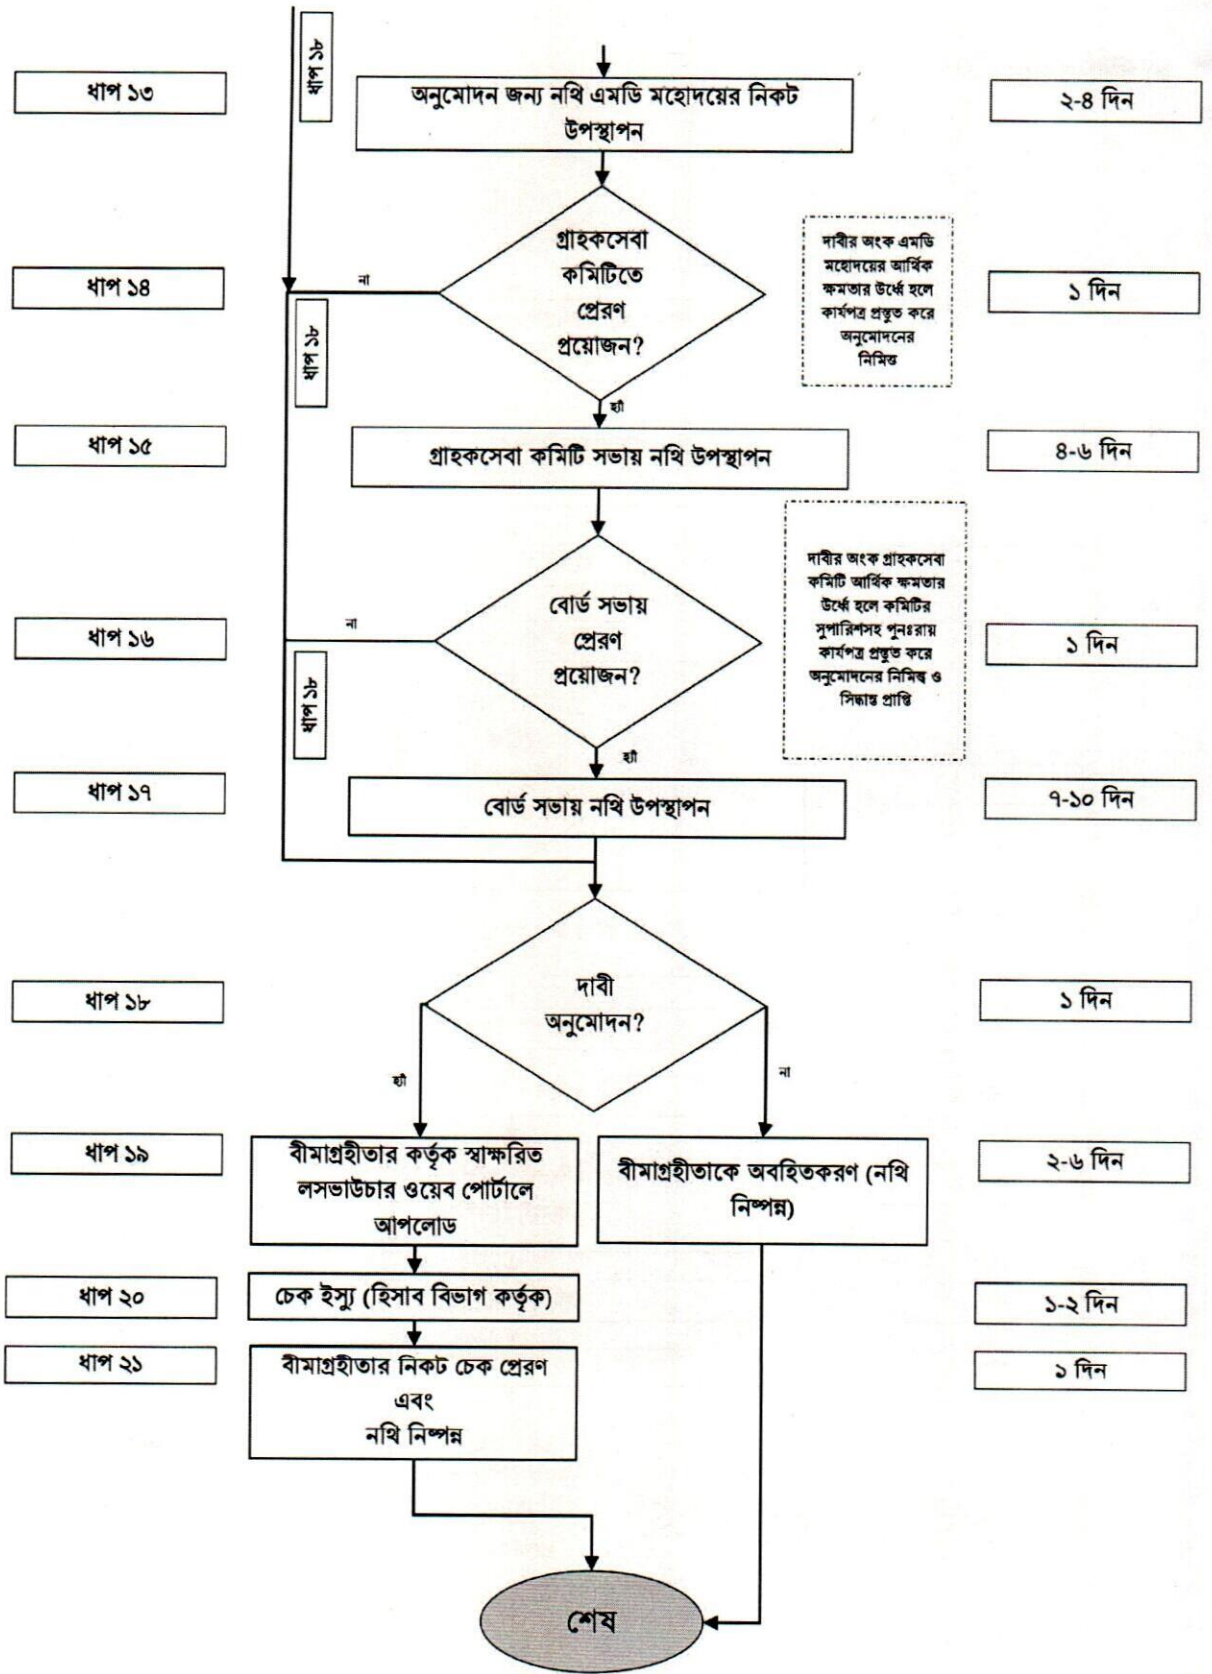 ধাপ ১৮
ধাপ ১৩
অনুমোদন জন্য নথি এমডি মহোদয়ের নিকট
উপস্থাপন
২-৪ দিন
ধাপ ১৪
না
গ্রাহকসেবা
কমিটিতে
প্রেরণ
প্রয়োজন?
দাবীর অংক এমডি
মহোদয়ের আর্থিক
ক্ষমতার উর্ধ্বে হলে
কার্যপত্র প্রস্তুত করে
অনুমোদনের
নিমিত্ত
১ দিন
ধাপ ১৮
হ্যাঁ
ধাপ ১৫
গ্রাহকসেবা কমিটি সভায় নথি উপস্থাপন
৪-৬ দিন
ধাপ ১৬
না
বোর্ড সভায়
প্রেরণ
প্রয়োজন?
দাবীর অংক গ্রাহকসেবা
কমিটি আর্থিক ক্ষমতার
উর্ধ্বে হলে কমিটির
সুপারিশসহ পুনঃরায়
কার্যপত্র প্রস্তুত করে
অনুমোদনের নিমিত্ত ও
সিদ্ধান্ত প্রাপ্তি
১ দিন
ধাপ ১৮
হ্যাঁ
ধাপ ১৭
বোর্ড সভায় নথি উপস্থাপন
৭-১০ দিন
ধাপ ১৮
দাবী
অনুমোদন?
১ দিন
হ্যাঁ
না
ধাপ ১৯
বীমাগ্রহীতার কর্তৃক স্বাক্ষরিত
লসভাউচার ওয়েব পোর্টালে
আপলোড
বীমাগ্রহীতাকে অবহিতকরণ (নথি
নিষ্পন্ন)
২-৬ দিন
ধাপ ২০
চেক ইস্যু (হিসাব বিভাগ কর্তৃক)
১-২ দিন
ধাপ ২১
বীমাগ্রহীতার নিকট চেক প্রেরণ
এবং
নথি নিষ্পন্ন
১ দিন
শেষ